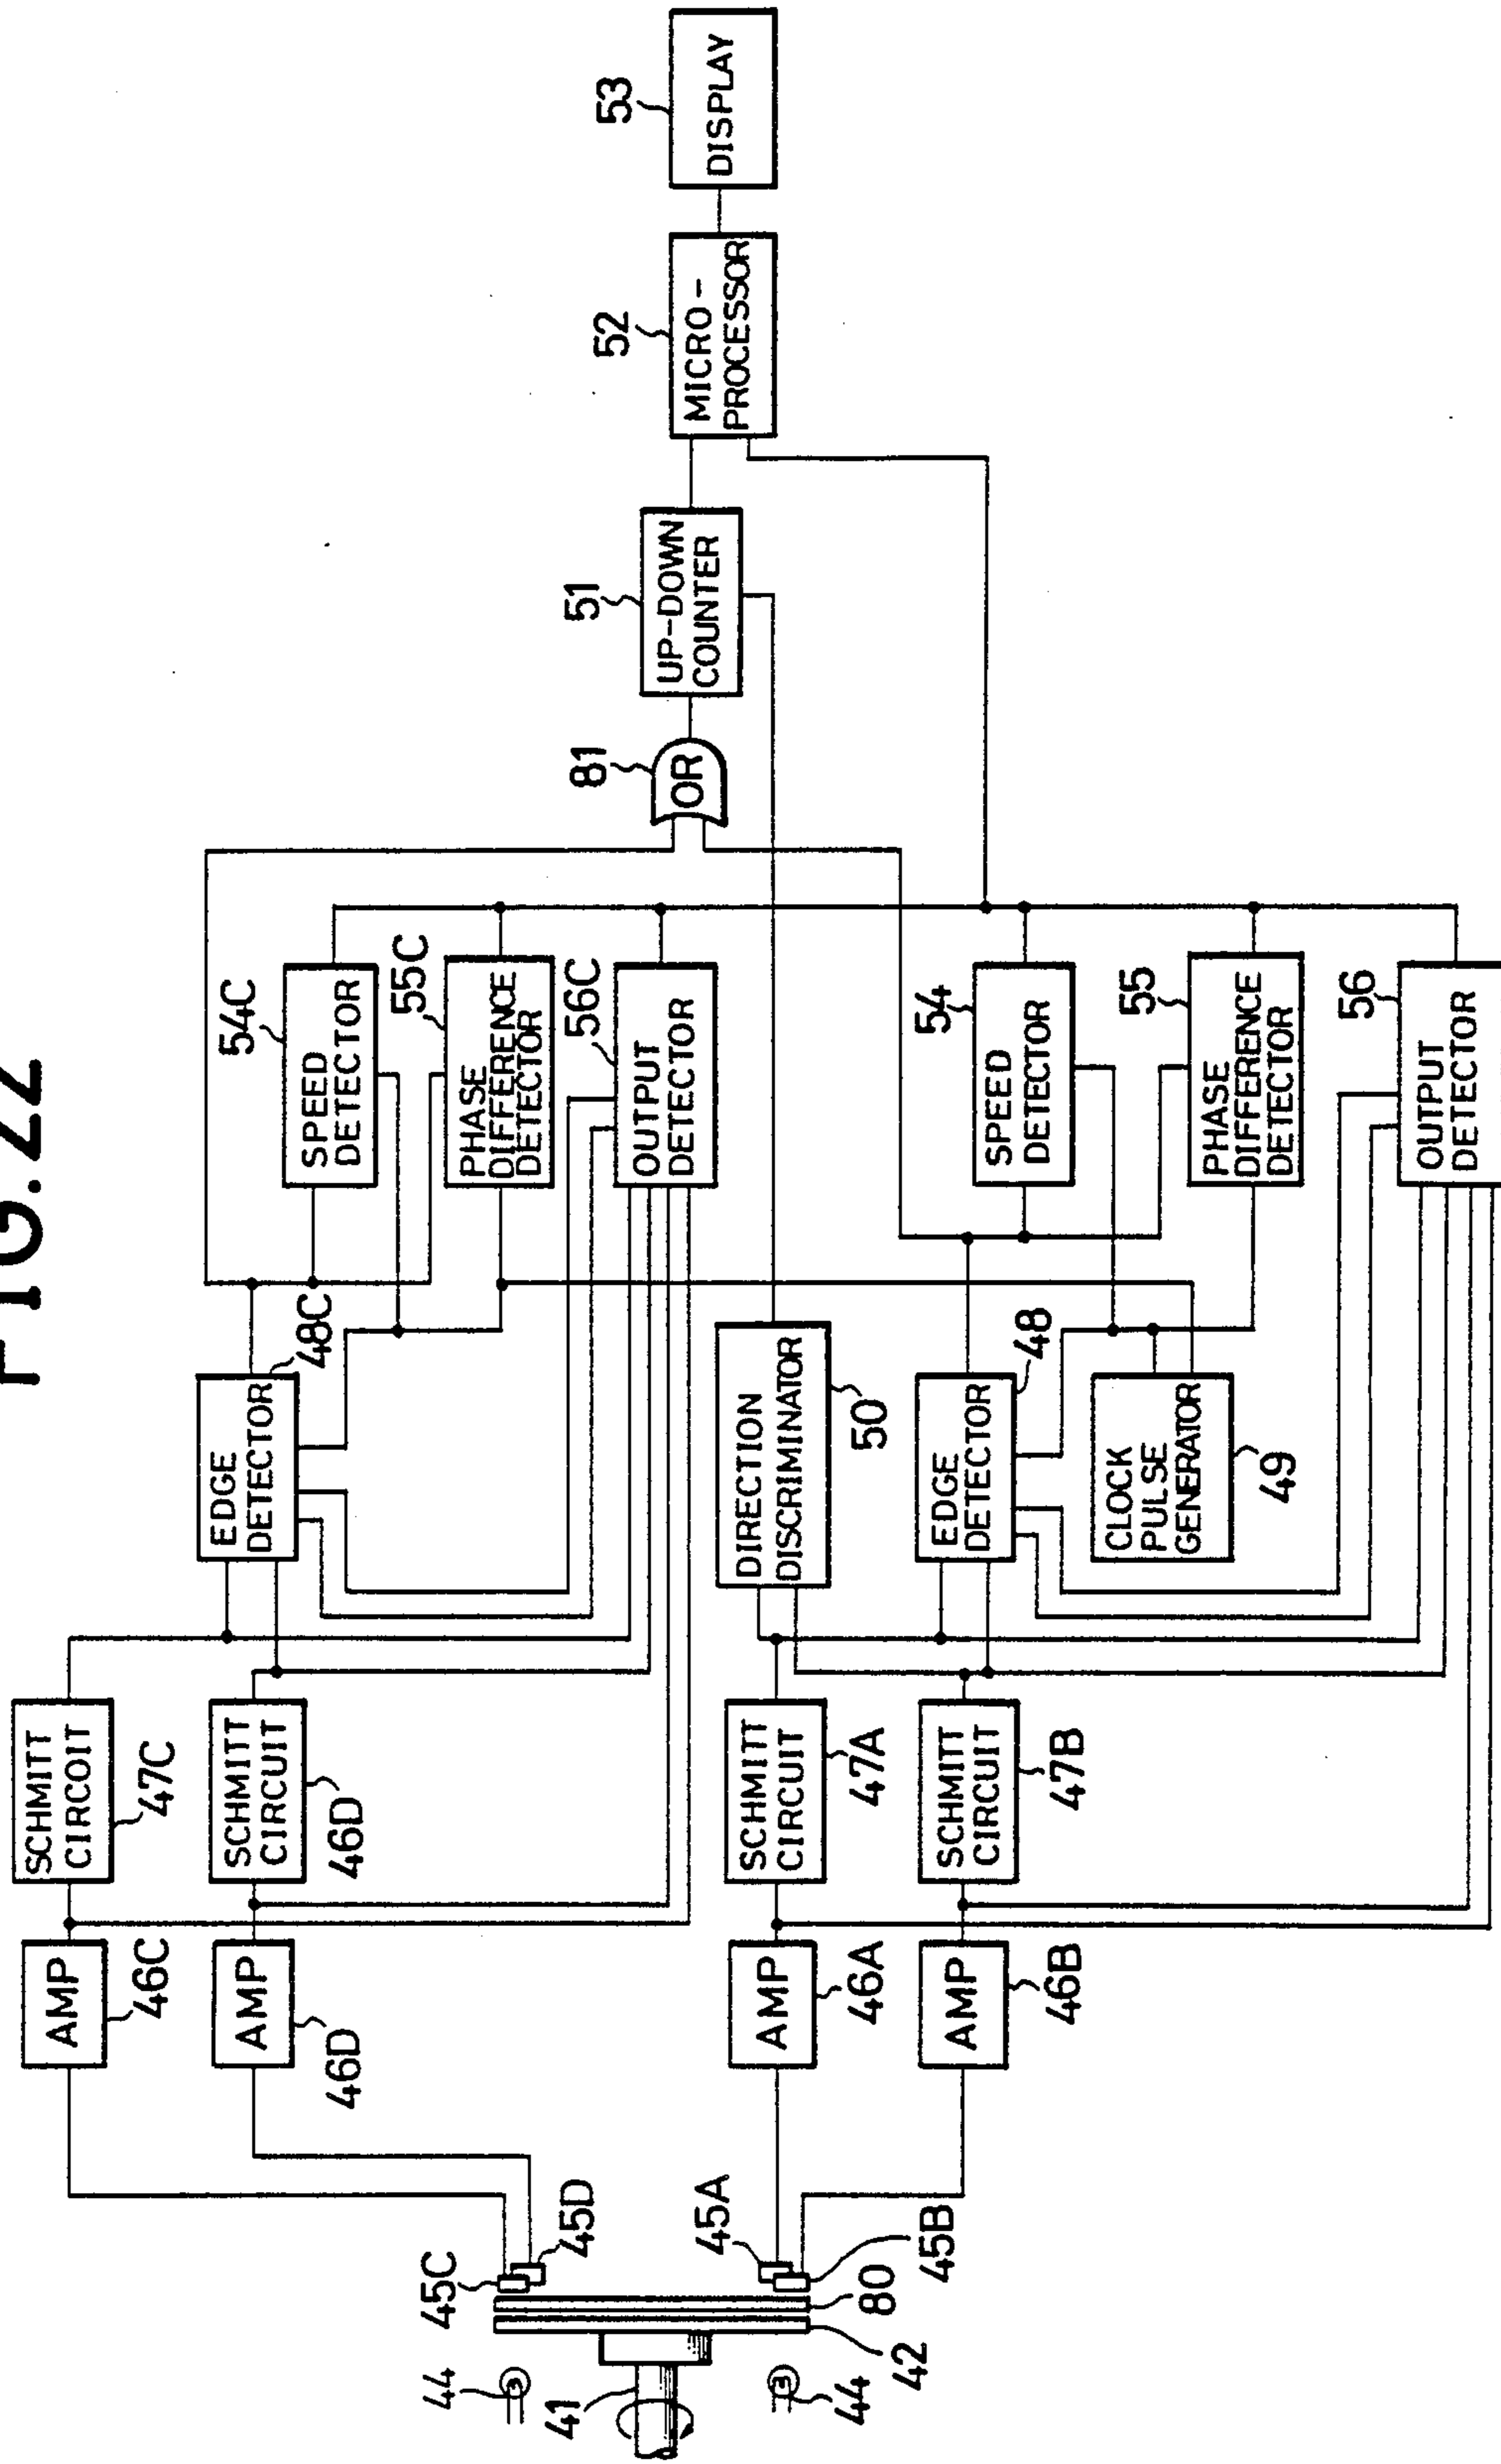 FIG. 22
SCHMITT
CIRCOIT
47C
AMP
46C
SCHMITT
CIRCUIT
46D
AMP
46D
EDGE
DETECTOR
48C
SPEED
DETECTOR
54C
PHASE
DIFFERENCE
DETECTOR
55C
OUTPUT
DETECTOR
56C
OR
81
UP-DOWN
COUNTER
51
MICRO-
PROCESSOR
52
DISPLAY
53
45C
45D
44
41
44
42
80
45A
45B
AMP
46A
SCHMITT
CIRCUIT
47A
DIRECTION
DISCRIMINATOR
50
AMP
46B
SCHMITT
CIRCUIT
47B
EDGE
DETECTOR
48
CLOCK
PULSE
GENERATOR
49
SPEED
DETECTOR
54
PHASE
DIFFERENCE
DETECTOR
55
OUTPUT
DETECTOR
56